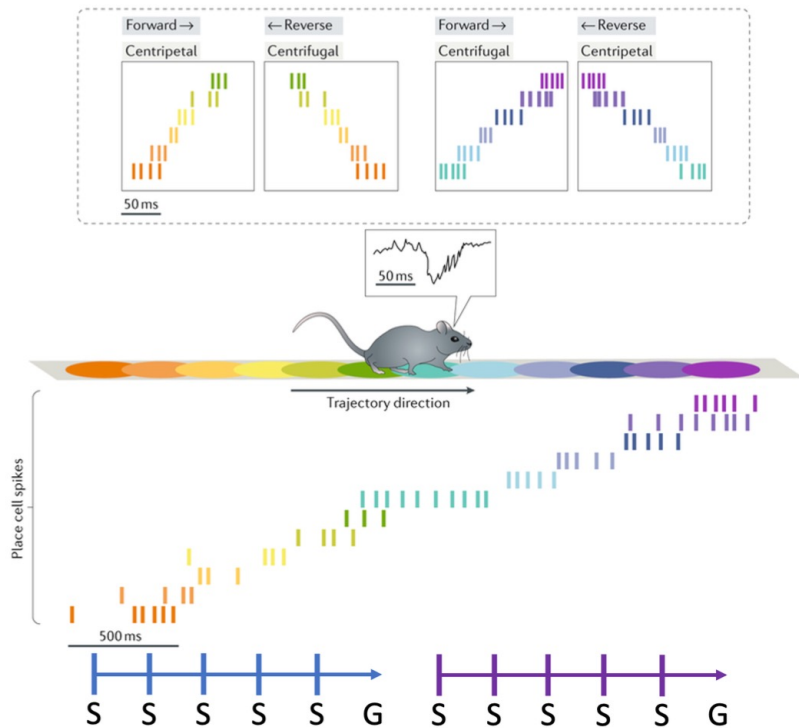 Forward→ ←Reverse Forward→ ←Reverse
Centripetal Centrifugal Centrifugal Centripetal
50 ms
50 ms
Trajectory direction
Place cell spikes
500 ms
S S S S S G S S S S S G